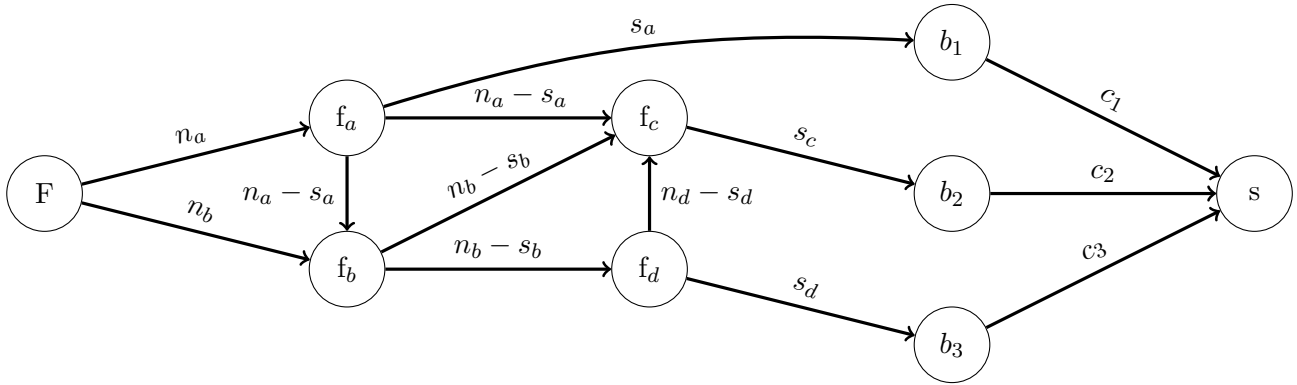 s_a
b_1
n_a − s_a
c_1
f_a
f_c
n_a
s_c
F
n_a − s_a
n_b − s_b
n_d − s_d
b_2
c_2
s
n_b
n_b − s_b
c3
f_b
f_d
s_d
b_3